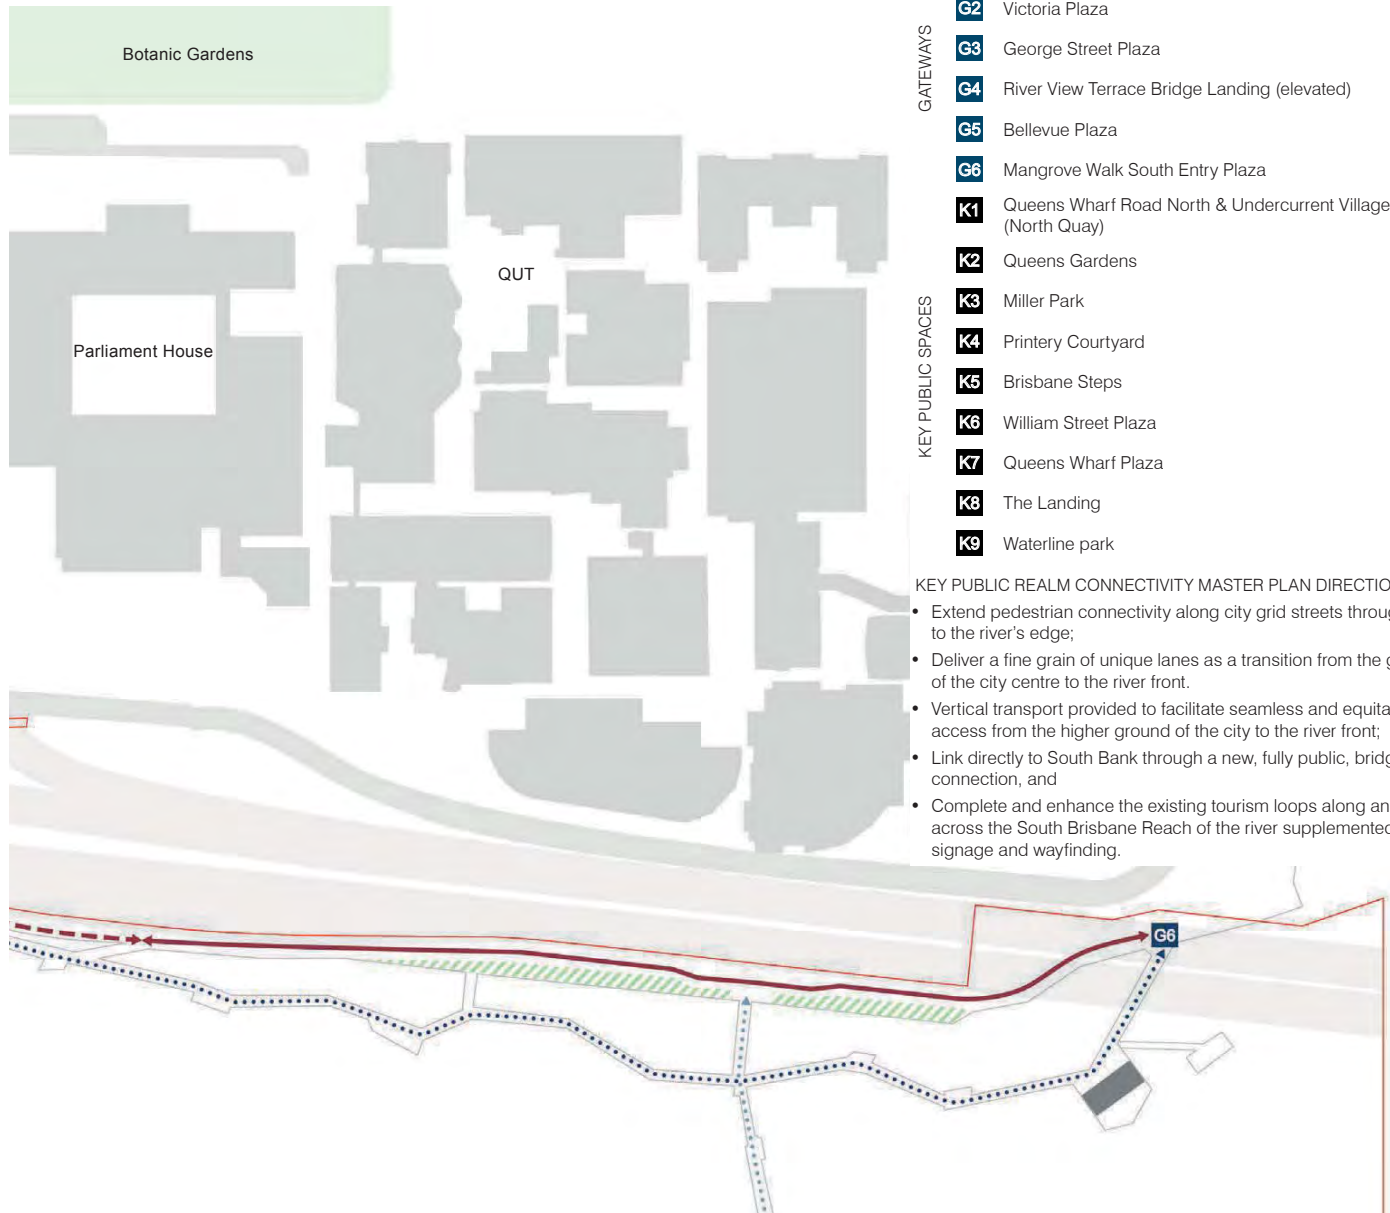 Botanic Gardens
QUT
Parliament House
GATEWAYS
G2 Victoria Plaza
G3 George Street Plaza
G4 River View Terrace Bridge Landing (elevated)
G5 Bellevue Plaza
G6 Mangrove Walk South Entry Plaza
KEY PUBLIC SPACES
K1 Queens Wharf Road North & Undercurrent Village
(North Quay)
K2 Queens Gardens
K3 Miller Park
K4 Printery Courtyard
K5 Brisbane Steps
K6 William Street Plaza
K7 Queens Wharf Plaza
K8 The Landing
K9 Waterline park
KEY PUBLIC REALM CONNECTIVITY MASTER PLAN
• Extend pedestrian connectivity along city grid streets
to the river's edge;
• Deliver a fine grain of unique lanes as a transition from the
of the city centre to the river front.
• Vertical transport provided to facilitate seamless and
access from the higher ground of the city to the river front;
• Link directly to South Bank through a new, fully public,
connection, and
• Complete and enhance the existing tourism loops along
across the South Brisbane Reach of the river supplemented
signage and wayfinding.
G6